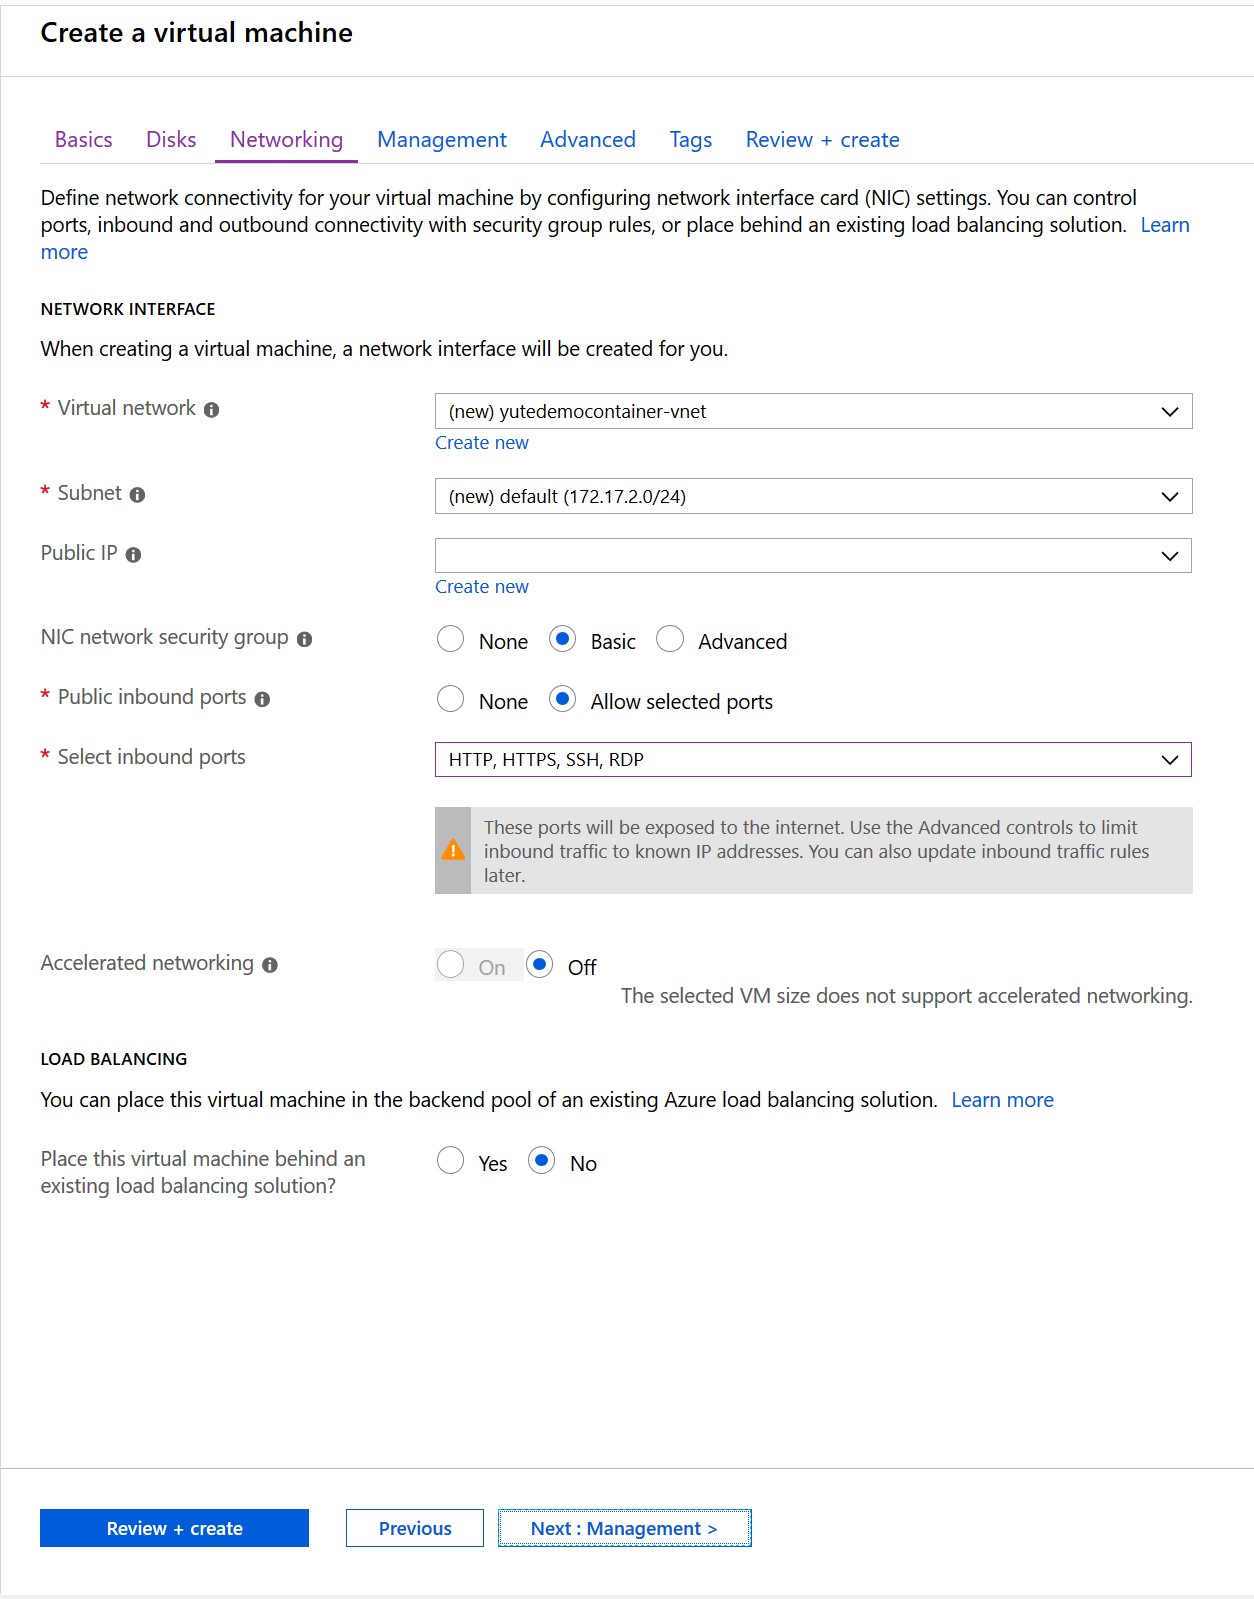 Create a virtual machine
Basics Disks Networking Management Advanced Tags Review + create
Define network connectivity for your virtual machine by configuring network interface card (NIC) settings. You can control
ports, inbound and outbound connectivity with security group rules, or place behind an existing load balancing solution. Learn
more
NETWORK INTERFACE
When creating a virtual machine, a network interface will be created for you.
* Virtual network
(new) yutedemocontainer-vnet
Create new
* Subnet
(new) default (172.17.2.0/24)
Public IP
Create new
NIC network security group
None Basic Advanced
* Public inbound ports
None Allow selected ports
* Select inbound ports
HTTP, HTTPS, SSH, RDP
These ports will be exposed to the internet. Use the Advanced controls to limit
inbound traffic to known IP addresses. You can also update inbound traffic rules
later.
Accelerated networking
On Off
The selected VM size does not support accelerated networking.
LOAD BALANCING
You can place this virtual machine in the backend pool of an existing Azure load balancing solution. Learn more
Place this virtual machine behind an
existing load balancing solution?
Yes No
Review + create Previous Next : Management >